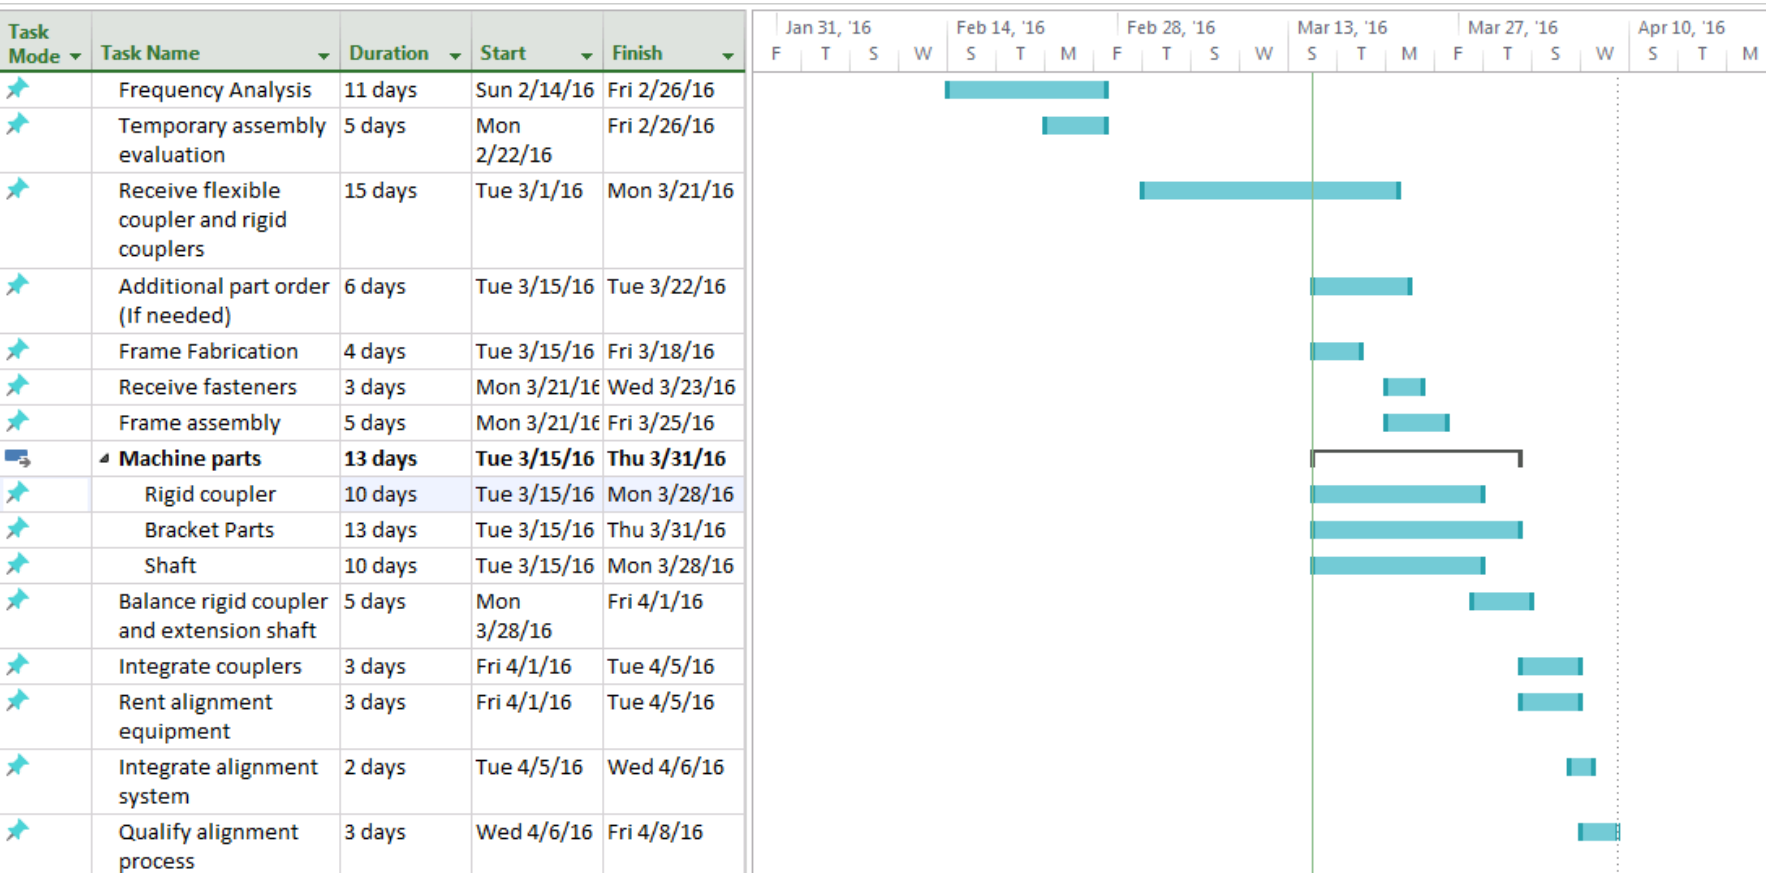 Task Mode Task Name Duration Start Finish
Jan 31, '16 Feb 14, '16 Feb 28, '16 Mar 13, '16 Mar 27, '16 Apr 10, '16
F T S W S T M F T S W S T M F S W S T M
Frequency Analysis 11 days Sun 2/14/16 Fri 2/26/16
Temporary assembly 5 days Mon Fri 2/26/16
evaluation 2/22/16
Receive flexible 15 days Tue 3/1/16 Mon 3/21/16
coupler and rigid
couplers
Additional part order 6 days Tue 3/15/16 Tue 3/22/16
(If needed)
Frame Fabrication 4 days Tue 3/15/16 Fri 3/18/16
Receive fasteners 3 days Mon 3/21/16 Wed 3/23/16
Frame assembly 5 days Mon 3/21/16 Fri 3/25/16
Machine parts 13 days Tue 3/15/16 Thu 3/31/16
Rigid coupler 10 days Tue 3/15/16 Mon 3/28/16
Bracket Parts 13 days Tue 3/15/16 Thu 3/31/16
Shaft 10 days Tue 3/15/16 Mon 3/28/16
Balance rigid coupler 5 days Mon Fri 4/1/16
and extension shaft 3/28/16
Integrate couplers 3 days Fri 4/1/16 Tue 4/5/16
Rent alignment 3 days Fri 4/1/16 Tue 4/5/16
equipment
Integrate alignment 2 days Tue 4/5/16 Wed 4/6/16
system
Qualify alignment 3 days Wed 4/6/16 Fri 4/8/16
process